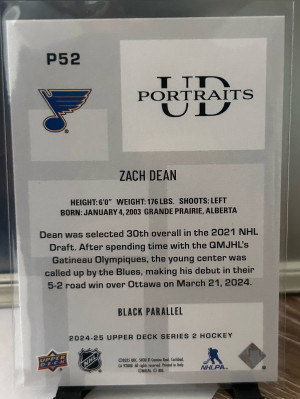 P52
UD
PORTRAITS
ZACH DEAN
HEIGHT: 6'0" WEIGHT: 176 LBS. SHOOTS: LEFT
BORN: JANUARY 4, 2003 GRANDE PRAIRIE, ALBERTA
Dean was selected 30th overall in the 2021 NHL
Draft. After spending time with the QMJHL's
Gatineau Olympiques, the young center was
called up by the Blues, making his debut in their
5-2 road win over Ottawa on March 21, 2024.
BLACK PARALLEL
2024-25 UPPER DECK SERIES 2 HOCKEY
UPPER DECK
NHL
NHLPA